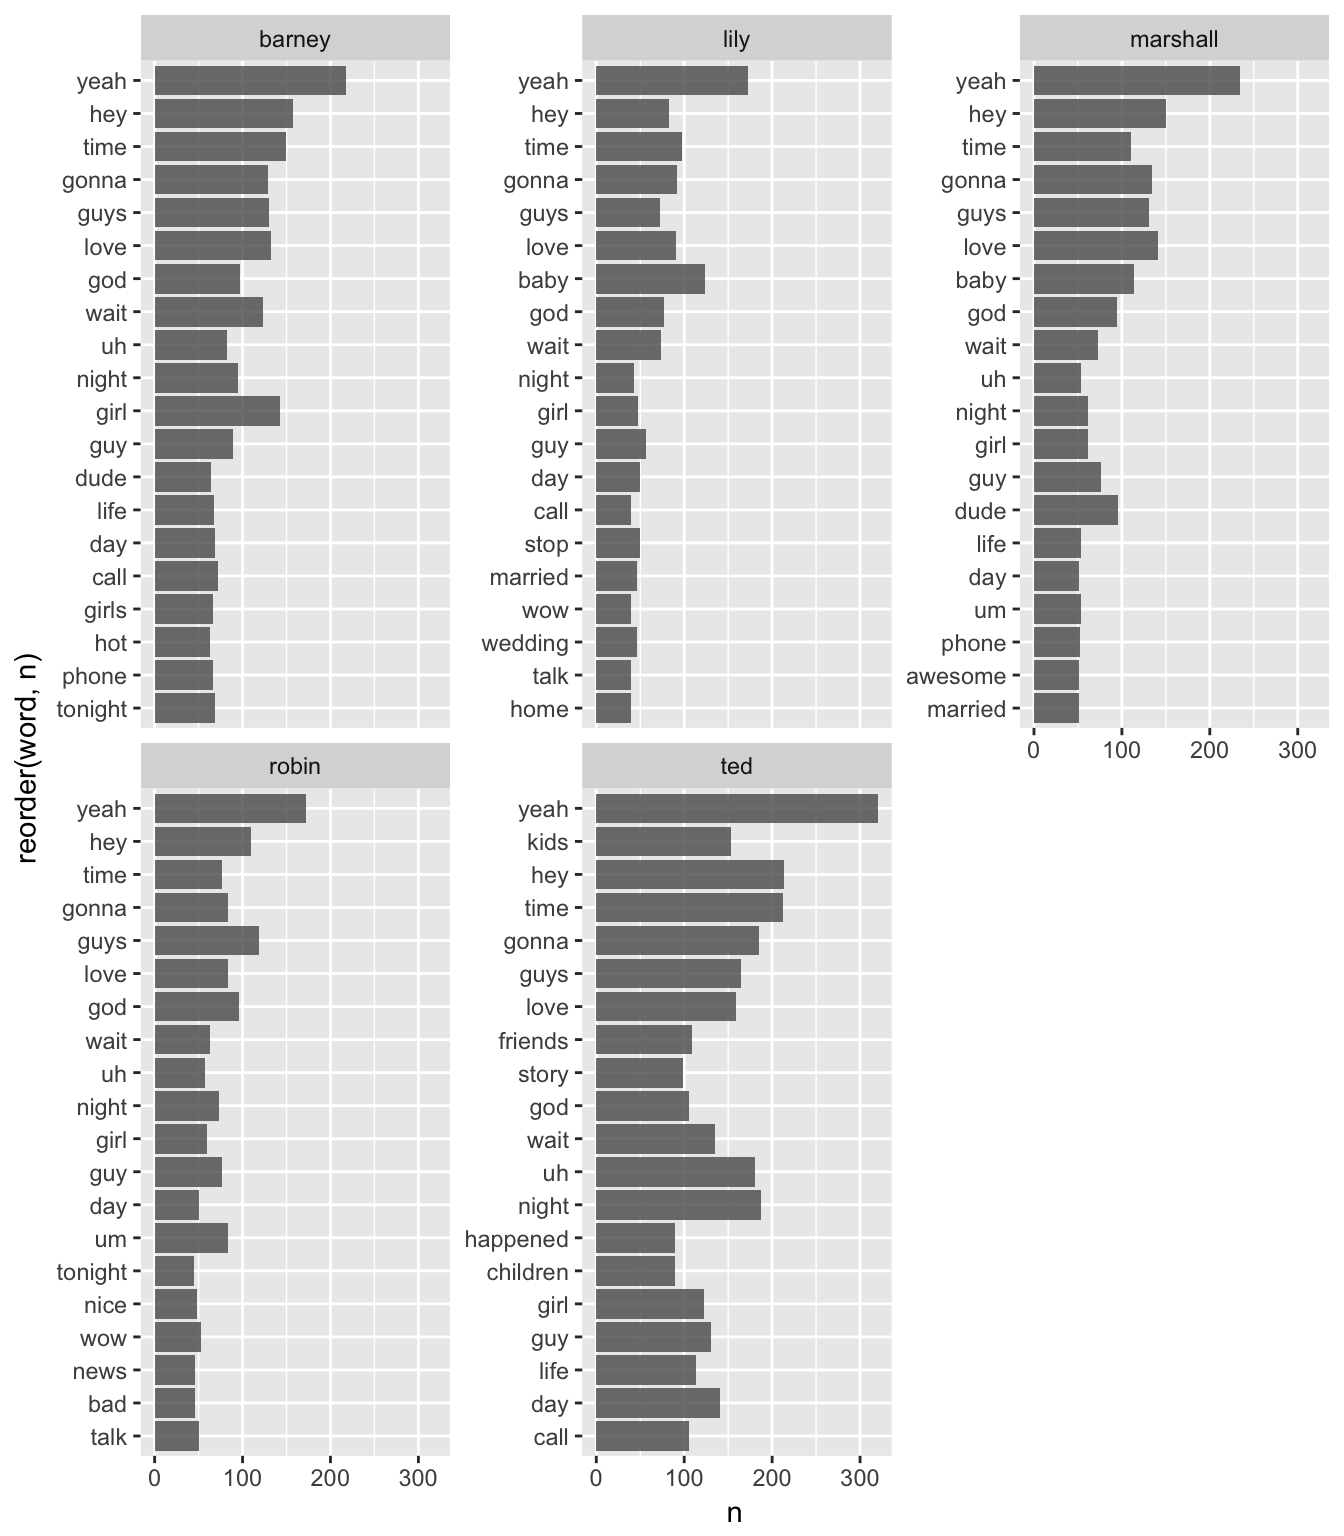 barney
yeah
hey
time
gonna
guys
love
god
wait
uh
night
girl
guy
dude
life
day
call
girls
hot
phone
tonight
lily
yeah
hey
time
gonna
guys
love
baby
god
wait
night
girl
guy
day
call
stop
married
wow
wedding
talk
home
marshall
yeah
hey
time
gonna
guys
love
baby
god
wait
uh
night
girl
guy
dude
life
day
um
phone
awesome
married
0 100 200 300
robin
yeah
hey
time
gonna
guys
love
god
wait
uh
night
girl
guy
day
um
tonight
nice
wow
news
bad
talk
0 100 200 300
ted
yeah
kids
hey
time
gonna
guys
love
friends
story
god
wait
uh
night
happened
children
girl
guy
life
day
call
0 100 200 300
reorder(word, n)
n